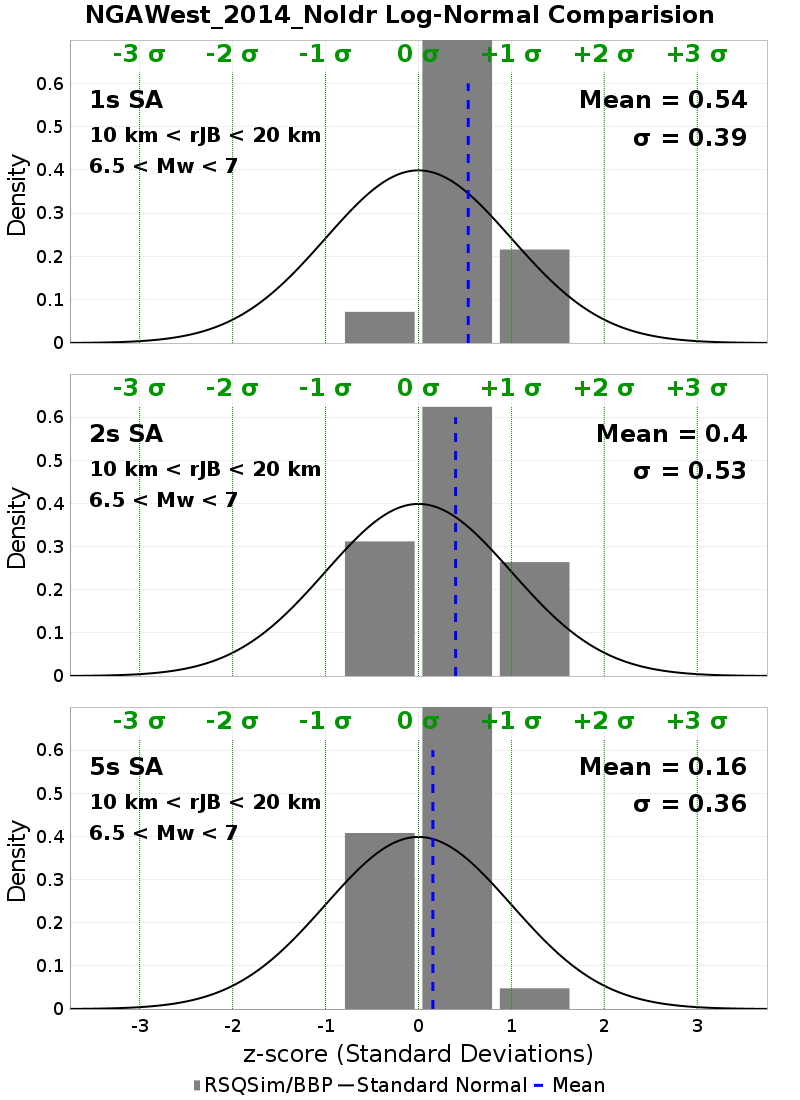 NGAWest_2014_NoIdr Log-Normal Comparision
-3 σ -2 σ -1 σ 0 σ +1 σ +2 σ +3 σ
1s SA
Mean = 0.54
10 km < rJB < 20 km
σ = 0.39
6.5 < Mw < 7
Density
0.6
0.5
0.4
0.3
0.2
0.1
0
-3 σ -2 σ -1 σ 0 σ +1 σ +2 σ +3 σ
2s SA
Mean = 0.4
10 km < rJB < 20 km
σ = 0.53
6.5 < Mw < 7
Density
0.6
0.5
0.4
0.3
0.2
0.1
0
-3 σ -2 σ -1 σ 0 σ +1 σ +2 σ +3 σ
5s SA
Mean = 0.16
10 km < rJB < 20 km
σ = 0.36
6.5 < Mw < 7
Density
0.6
0.5
0.4
0.3
0.2
0.1
0
-3 -2 -1 0 1 2 3
z-score (Standard Deviations)
RSQSim/BBP Standard Normal Mean